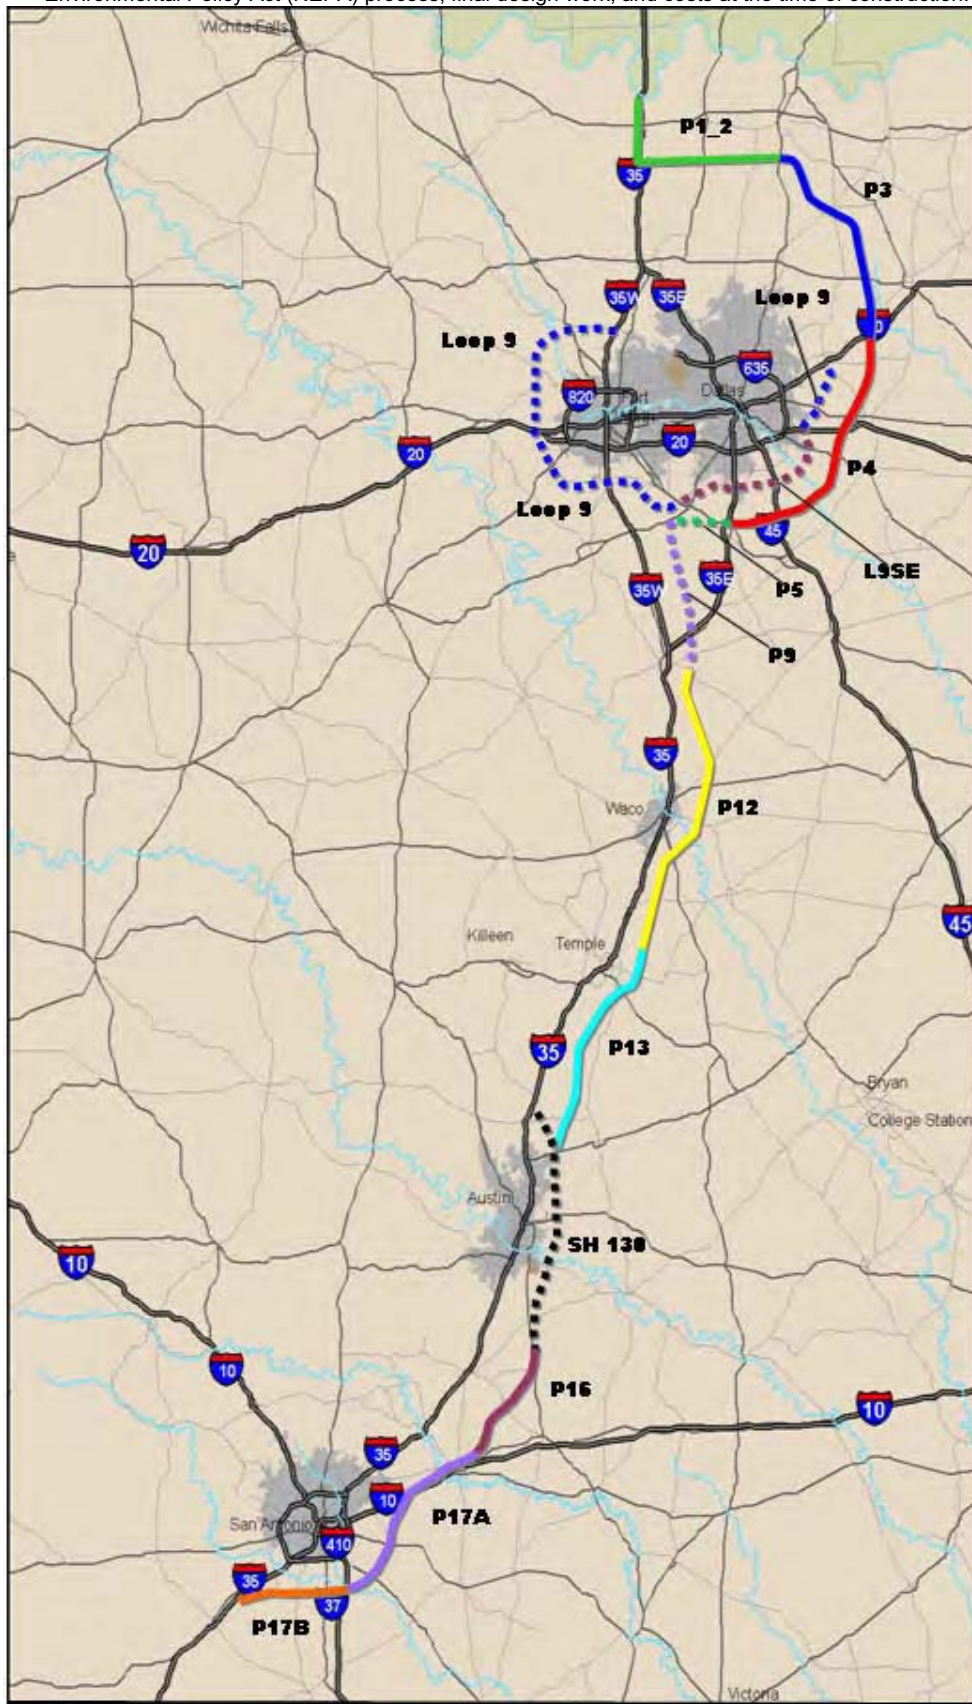 Environmental Policy Act (NEPA) process, final design work, and costs at the time of construction.
Wichita Falls
P1_2
35
P3
35W
35E
Loop 9
Loop 9
635
820
Dallas
Fort
20
20
P4
Loop 9
45
20
L9SE
35W
35E
P5
P9
35
Waco
P12
45
Killeen
Temple
35
P13
Bryan
College Station
Austin
10
SH 130
10
P16
10
35
10
P17A
San Antonio
410
35
37
P17B
Victoria